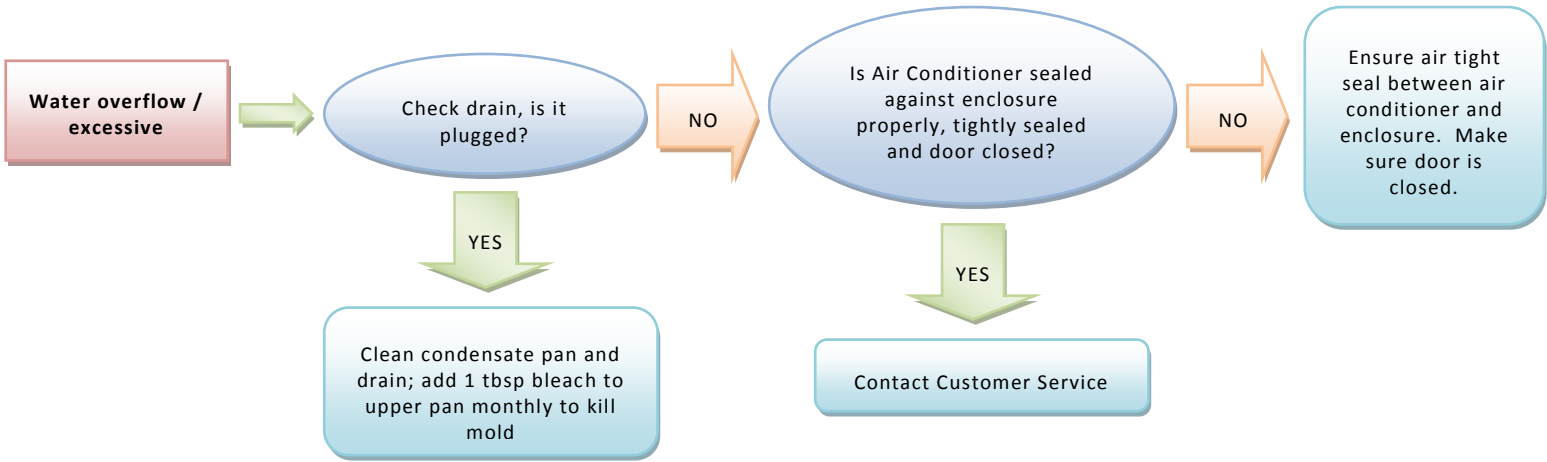 Water overflow /
excessive
Check drain, is it
plugged?
NO
Is Air Conditioner sealed
against enclosure
properly, tightly sealed
and door closed?
NO
Ensure air tight
seal between air
conditioner and
enclosure. Make
sure door is
closed.
YES
Clean condensate pan and
drain; add 1 tbsp bleach to
upper pan monthly to kill
mold
YES
Contact Customer Service